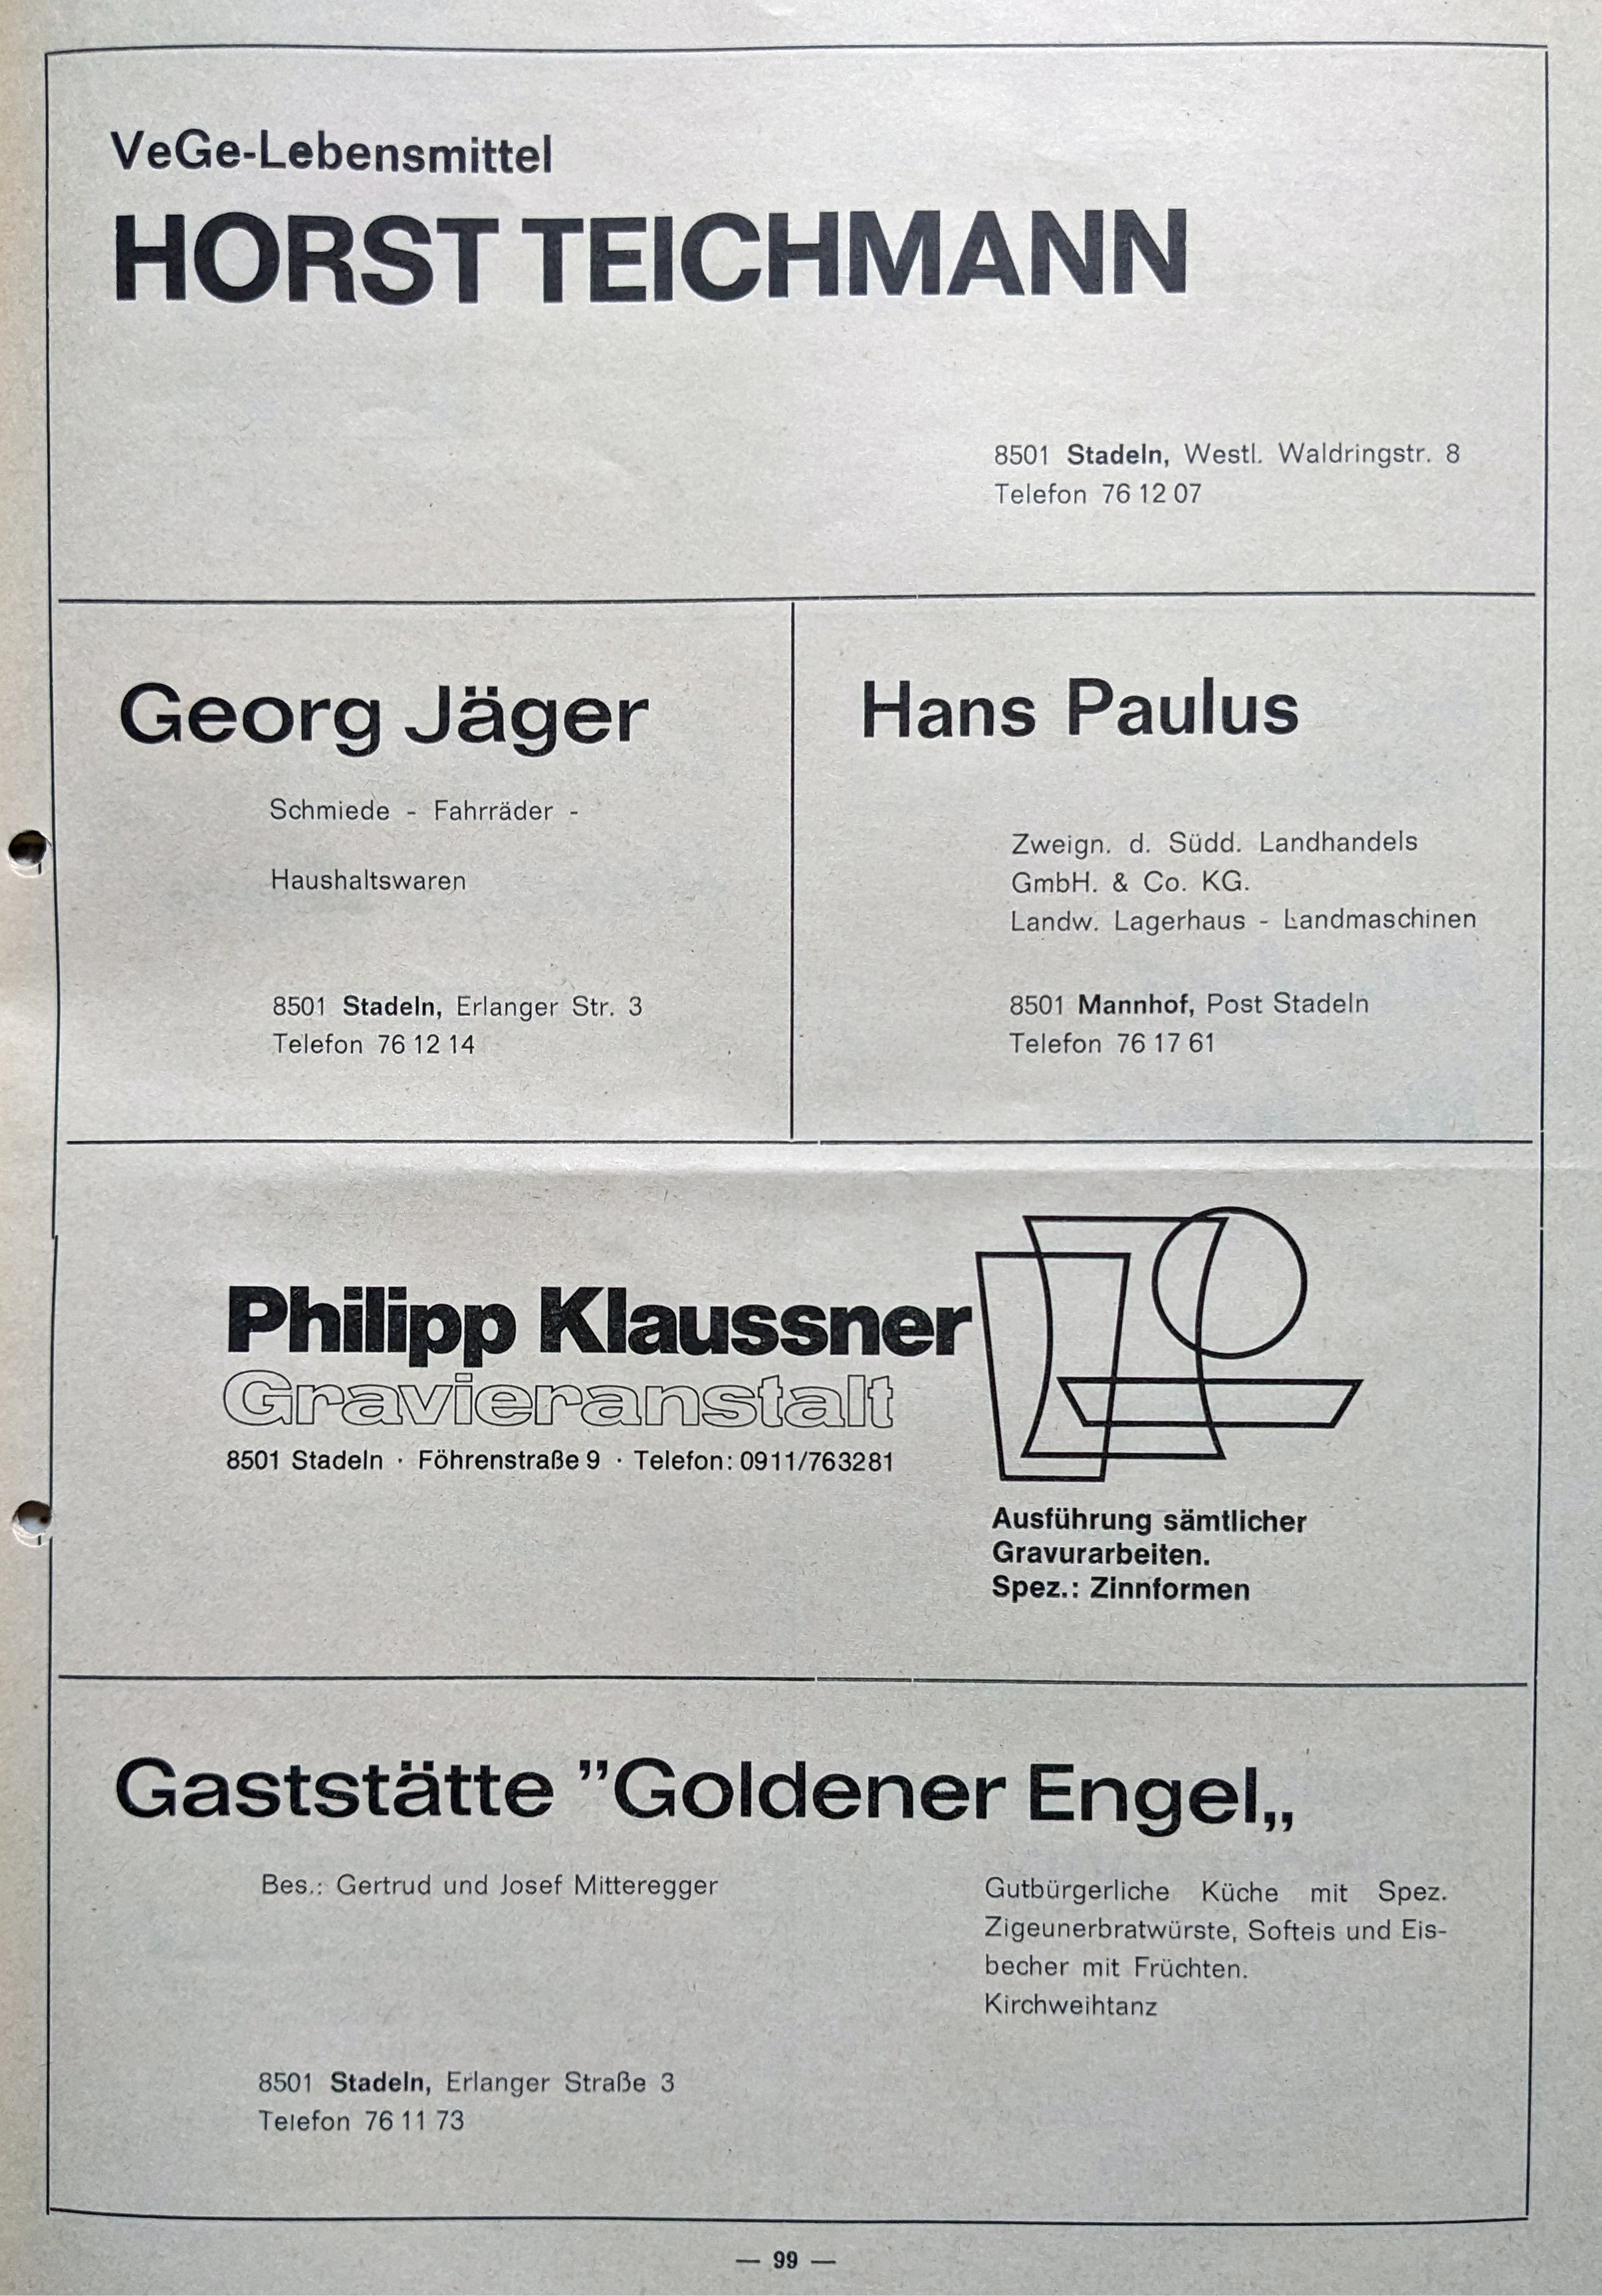 VeGe-Lebensmittel
HORST TEICHMANN
8501 Stadeln, Westl. Waldringstr. 8
Telefon 76 12 07
Georg Jäger
Schmiede - Fahrräder -
Haushaltswaren
8501 Stadeln, Erlanger Str. 3
Telefon 76 12 14
Hans Paulus
Zweign. d. Südd. Landhandels
GmbH. & Co. KG.
Landw. Lagerhaus - Landmaschinen
8501 Mannhof, Post Stadeln
Telefon 76 17 61
Philipp Klaussner
Gravieranstalt
8501 Stadeln · Föhrenstraße 9 · Telefon: 0911/763281
Ausführung sämtlicher
Gravurarbeiten.
Spez.: Zinnformen
Gaststätte ”Goldener Engel„
Bes.: Gertrud und Josef Mitteregger
Gutbürgerliche Küche mit Spez.
Zigeunerbratwürste, Softeis und Eis-
becher mit Früchten.
Kirchweihtanz
8501 Stadeln, Erlanger Straße 3
Telefon 76 11 73
— 99 —